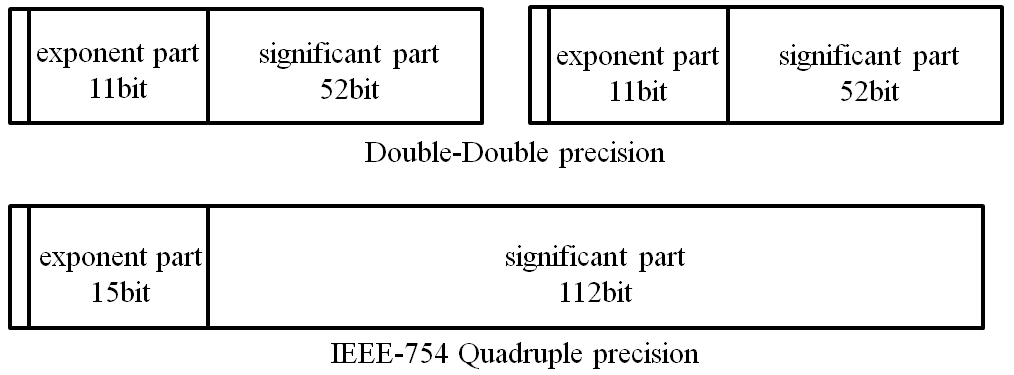 exponent part
11bit
significant part
52bit
exponent part
11bit
significant part
52bit
Double-Double precision
exponent part
15bit
significant part
112bit
IEEE-754 Quadruple precision